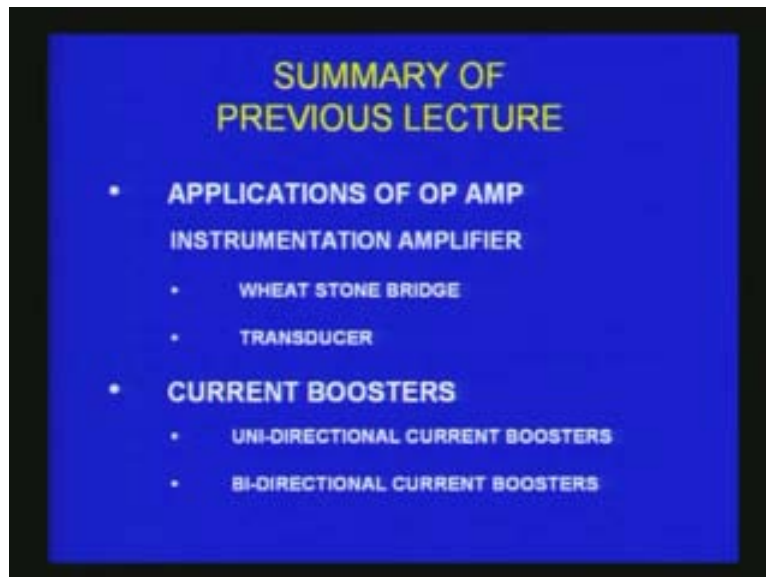 SUMMARY OF
PREVIOUS LECTURE
• APPLICATIONS OF OP AMP
INSTRUMENTATION AMPLIFIER
• WHEAT STONE BRIDGE
• TRANSDUCER
• CURRENT BOOSTERS
• UNI-DIRECTIONAL CURRENT BOOSTERS
• BI-DIRECTIONAL CURRENT BOOSTERS